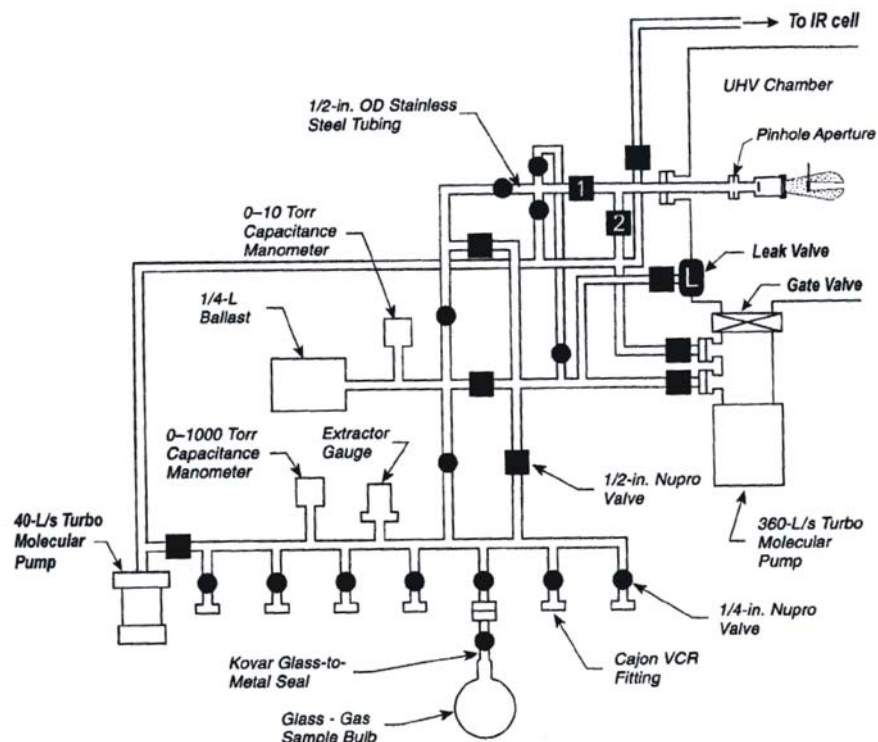 To IR cell
UHV Chamber
1/2-in. OD Stainless
Steel Tubing
Pinhole Aperture
1
0–10 Torr
Capacitance
Manometer
2
Leak Valve
L
Gate Valve
1/4-L
Ballast
0–1000 Torr
Capacitance
Manometer
Extractor
Gauge
1/2-in. Nupro
Valve
40-L/s Turbo
Molecular
Pump
360-L/s Turbo
Molecular
Pump
1/4-in. Nupro
Valve
Kovar Glass-to-
Metal Seal
Cajon VCR
Fitting
Glass - Gas
Sample Bulb